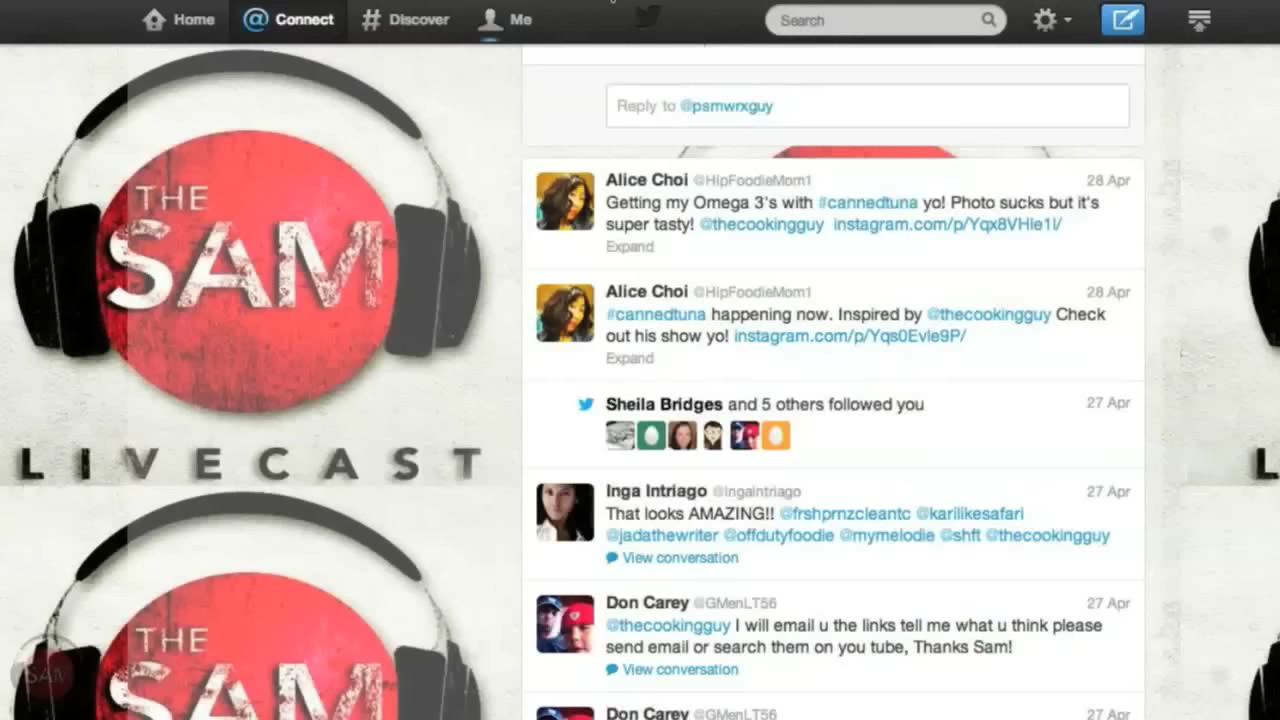 Home
Connect
Discover
Me
Search
Reply to @psmwrxguy
THE
SAM
LIVECAST
Alice Choi @HipFoodieMom1 28 Apr
Getting my Omega 3's with #cannedtuna yo! Photo sucks but it's
super tasty! @thecookingguy instagram.com/p/Yqx8VHle1l/
Expand
Alice Choi @HipFoodieMom1 28 Apr
#cannedtuna happening now. Inspired by @thecookingguy Check
out his show yo! instagram.com/p/Yqs0Evle9P/
Expand
Sheila Bridges and 5 others followed you 27 Apr
Inga Intriago @IngaIntriago 27 Apr
That looks AMAZING!! @frshprnzcleantc @karilikesafari
@jadathewriter @offdutyfoodie @mymelodie @shft @thecookingguy
View conversation
Don Carey @GMenLT56 27 Apr
@thecookingguy I will email u the links tell me what u think please
send email or search them on you tube, Thanks Sam!
View conversation
THE
SAM
SAM
Don Carey @GMenLT56 27 Apr
L